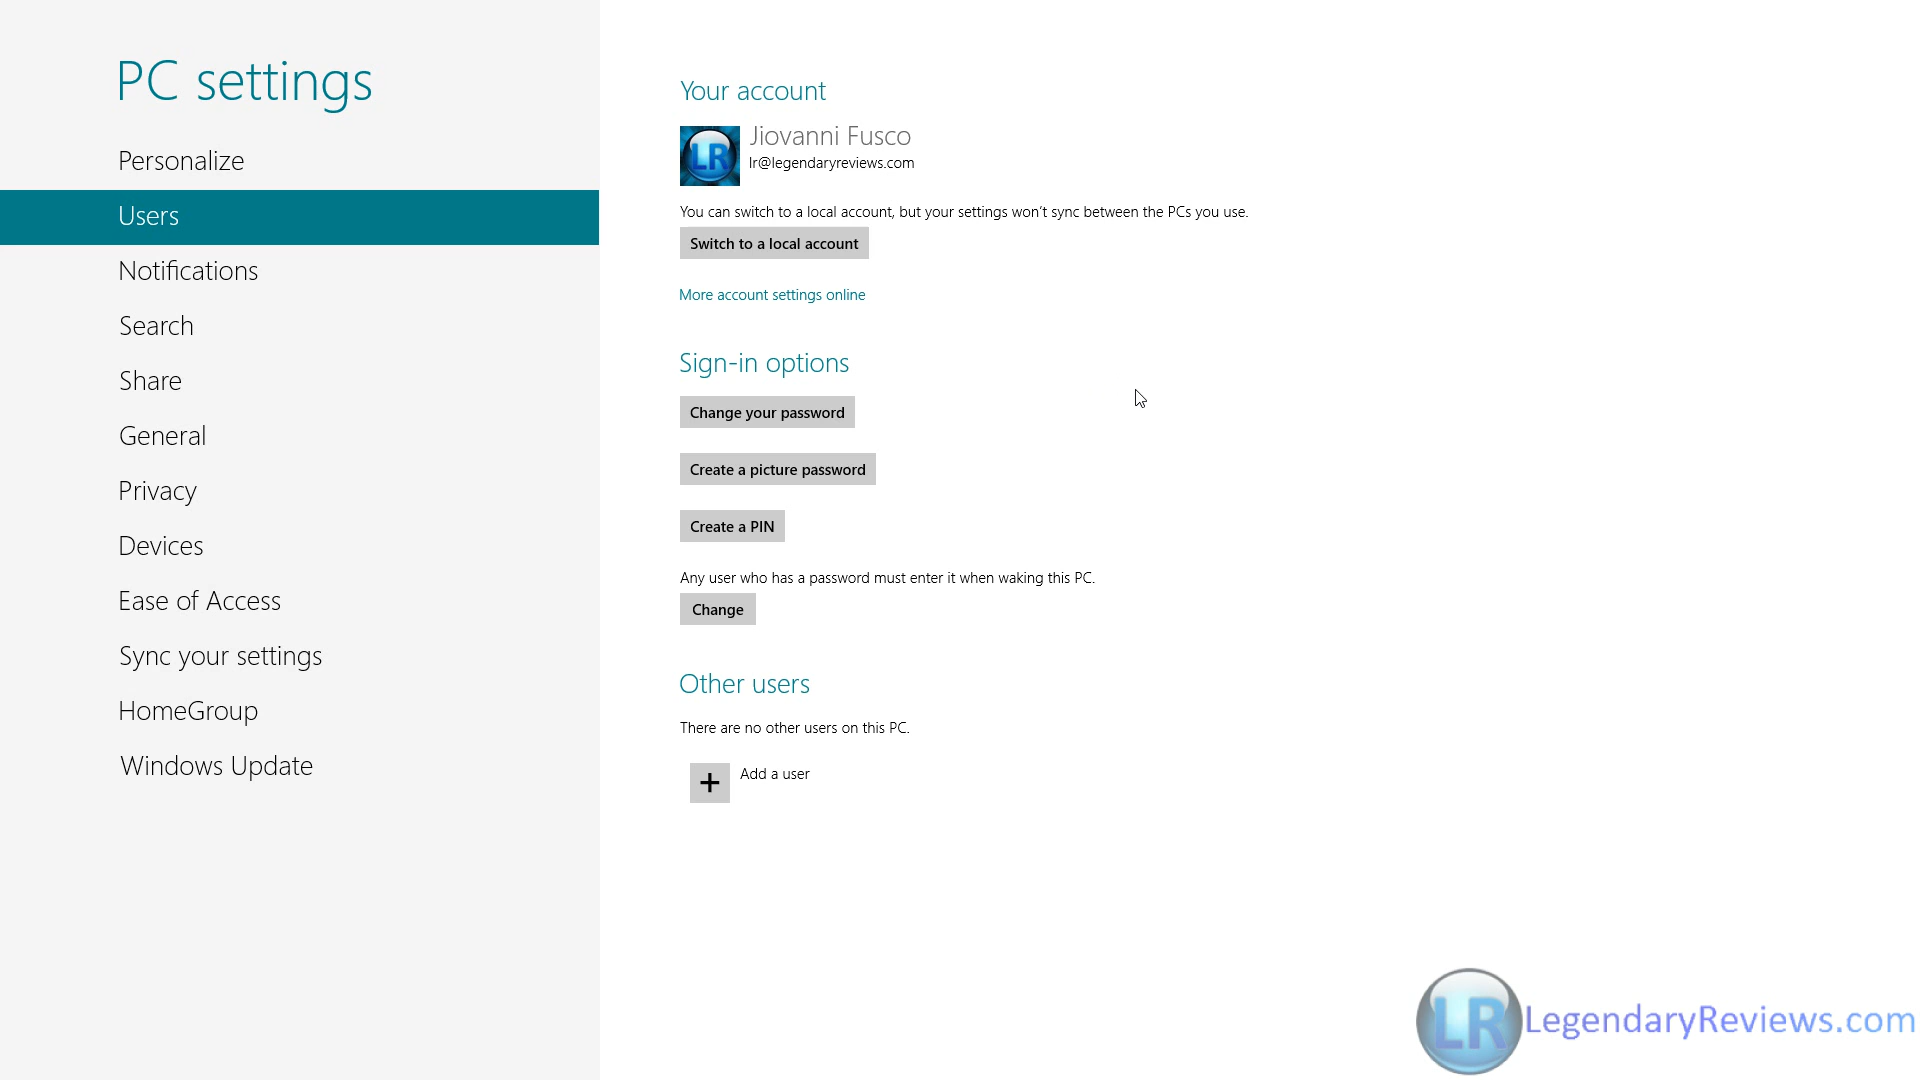 PC settings
Personalize
Users
Notifications
Search
Share
General
Privacy
Devices
Ease of Access
Sync your settings
HomeGroup
Windows Update
Your account
LR
Jiovanni Fusco
lr@legendaryreviews.com
You can switch to a local account, but your settings won't sync between the PCs you use.
Switch to a local account
More account settings online
Sign-in options
Change your password
Create a picture password
Create a PIN
Any user who has a password must enter it when waking this PC.
Change
Other users
There are no other users on this PC.
+ Add a user
LR LegendaryReviews.com